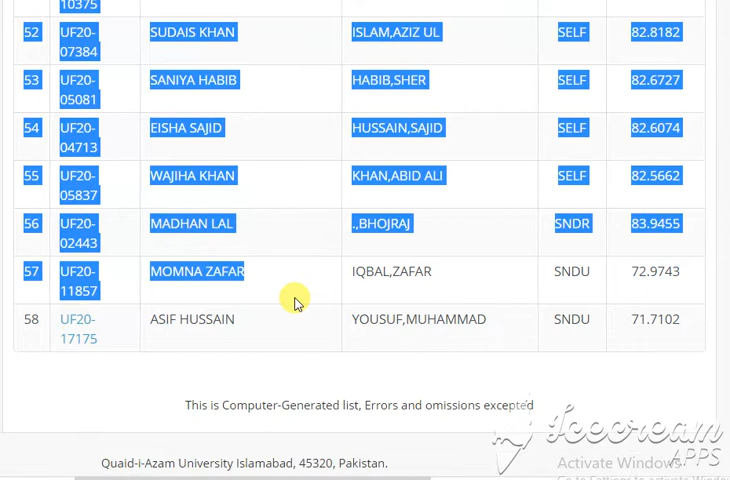 10375
52 UF20- SUDAIS KHAN ISLAM,AZIZ UL SELF 82.8182
07384
53 UF20- SANIYA HABIB HABIB,SHER SELF 82.6727
05081
54 UF20- EISHA SAJID HUSSAIN,SAJID SELF 82.6074
04713
55 UF20- WAJIHA KHAN KHAN,ABID ALI SELF 82.5662
05837
56 UF20- MADHAN LAL .,BHOJRAJ SNDR 83.9455
02443
57 UF20- MOMNA ZAFAR IQBAL,ZAFAR SNDU 72.9743
11857
58 UF20- ASIF HUSSAIN YOUSUF,MUHAMMAD SNDU 71.7102
17175
This is Computer-Generated list, Errors and omissions excepted
Icecream
APPS
Quaid-i-Azam University Islamabad, 45320, Pakistan.
Activate Windows